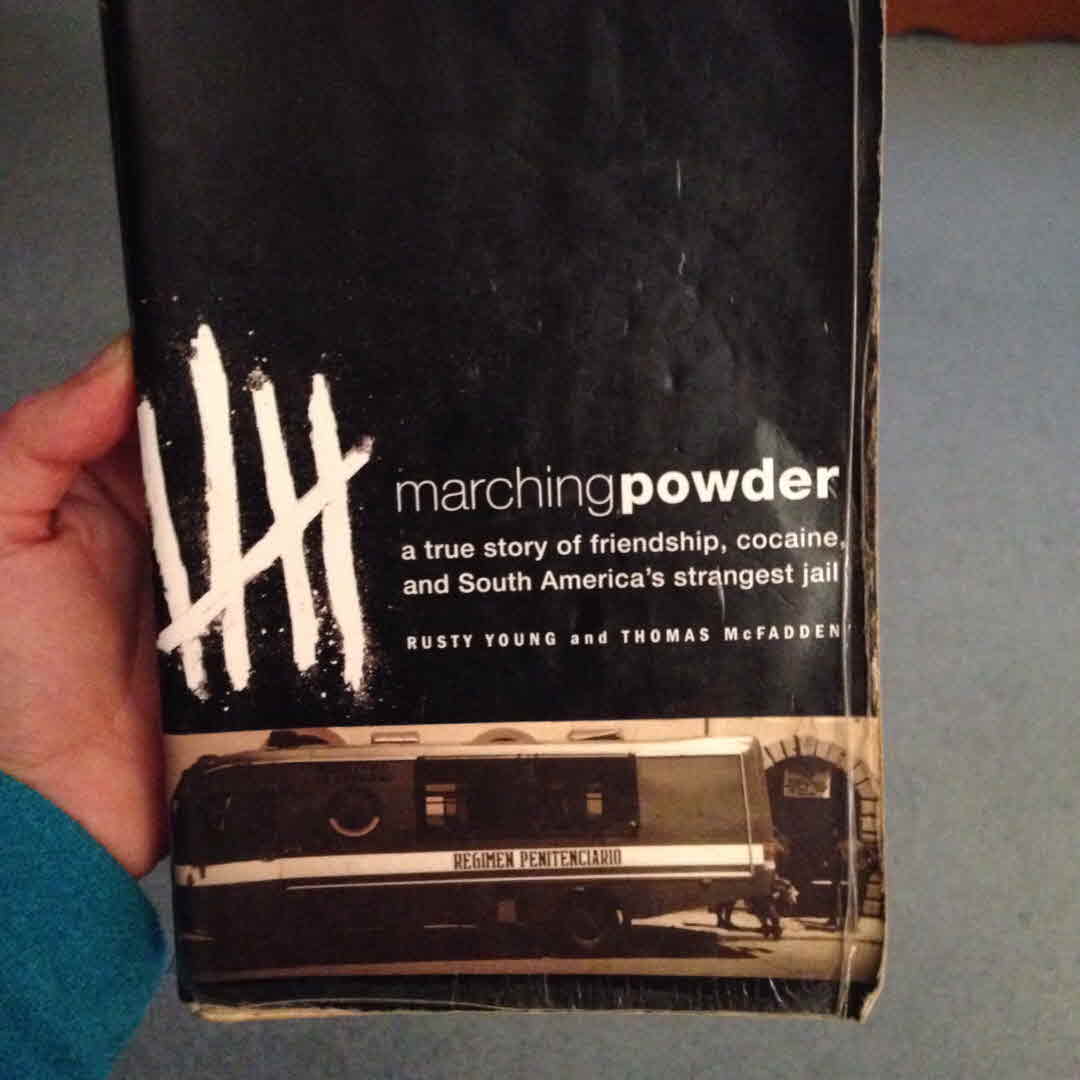 marchingpowder
a true story of friendship, cocaine,
and South America's strangest jail
RUSTY YOUNG and THOMAS McFADDEN
REGIMEN PENITENCIARIO